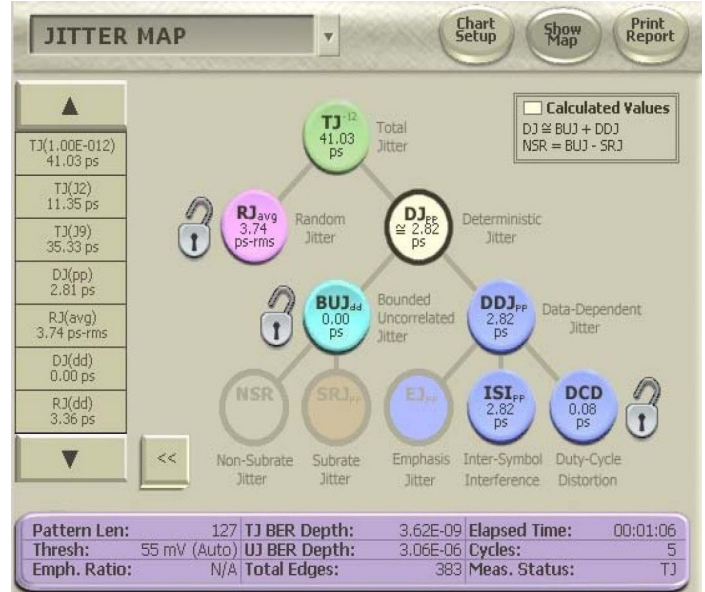 JITTER MAP
Chart Setup
Show Map
Print Report
TJ(1.00E-012)
41.03 ps
TJ(J2)
11.35 ps
TJ(J9)
35.33 ps
DJ(pp)
2.81 ps
RJ(avg)
3.74 ps-rms
DJ(dd)
0.00 ps
RJ(dd)
3.36 ps
<<
Calculated Values
DJ ≅ BUJ + DDJ
NSR = BUJ - SRJ
TJ-12
41.03
ps
Total
Jitter
RJavg
3.74
ps-rms
Random
Jitter
DJpp
≅ 2.82
ps
Deterministic
Jitter
BUJdd
0.00
ps
Bounded
Uncorrelated
Jitter
DDJpp
2.82
ps
Data-Dependent
Jitter
NSR
SRJpp
EJpp
ISIpp
2.82
ps
DCD
0.08
ps
Non-Subrate
Jitter
Subrate
Jitter
Emphasis
Jitter
Inter-Symbol
Interference
Duty-Cycle
Distortion
Pattern Len: 127 TJ BER Depth: 3.62E-09 Elapsed Time: 00:01:06
Thresh: 55 mV (Auto) UJ BER Depth: 3.06E-06 Cycles: 5
Emph. Ratio: N/A Total Edges: 383 Meas. Status: TJ